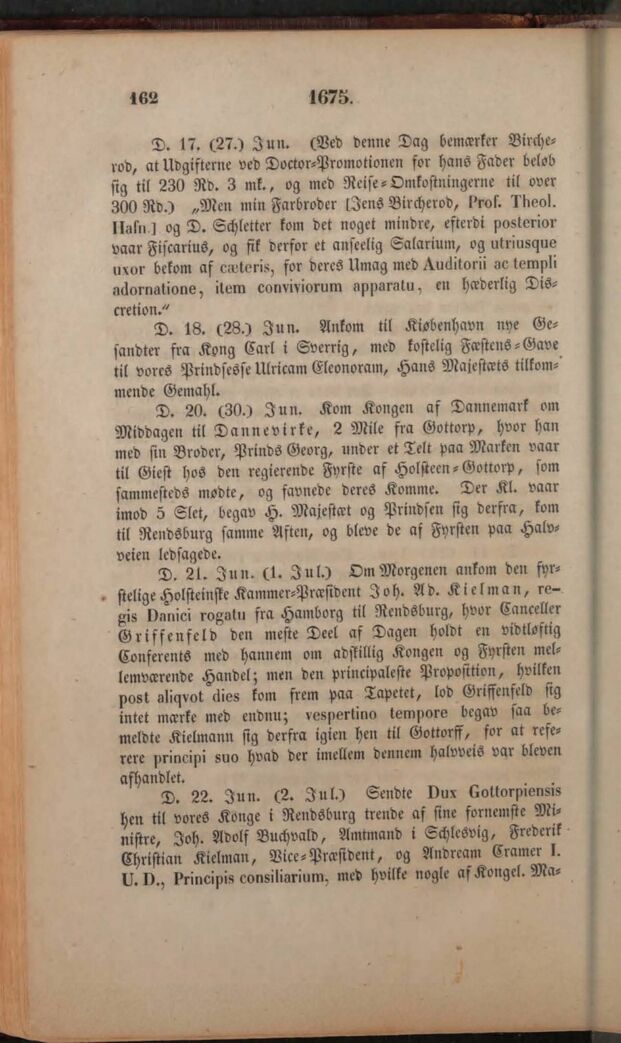 162 1675.
D. 17. (27.) Jun. (Ved denne Dag bemærker Birche-
rod, at Udgifterne ved Doctor-Promotionen for hans Fader beløb
sig til 230 Rd. 3 mk., og med Reise-Omkostningerne til over
300 Rd.) „Men min Farbroder [Jens Bircherod, Prof. Theol.
Hafn.] og D. Schletter kom det noget mindre, efterdi posterior
vaar Fiscarius, og fik derfor et anseelig Salarium, og utriusque
uxor bekom af cæteris, for deres Umag med Auditorii ac templi
adornatione, item conviviorum apparatu, en hæderlig Dis-
cretion.“
D. 18. (28.) Jun. Ankom til Kiøbenhavn nye Ge-
sandter fra Kong Carl i Sverrig, med kostelig Fæstens-Gave
til vores Prindsesse Ulricam Eleonoram, Hans Majestæts tilkom-
mende Gemahl.
D. 20. (30.) Jun. Kom Kongen af Dannemark om
Middagen til Dannevirke, 2 Mile fra Gottorp, hvor han
med sin Broder, Prinds Georg, under et Telt paa Marken vaar
til Giest hos den regierende Fyrste af Holsteen-Gottorp, som
sammesteds mødte, og favnede deres Komme. Der Kl. vaar
imod 5 Slet, begav H. Majestæt og Prindsen sig derfra, kom
til Rendsburg samme Aften, og bleve de af Fyrsten paa Halv-
veien ledsagede.
D. 21. Jun. (1. Jul.) Om Morgenen ankom den fyr-
stelige Holsteinske Kammer-Præsident Joh. Ad. Kielman, re-
gis Danici rogatu fra Hamborg til Rendsburg, hvor Canceller
Griffenfeld den meste Deel af Dagen holdt en vidtløftig
Conferents med hannem om adskillig Kongen og Fyrsten mel-
lemværende Handel; men den principaleste Proposition, hvilken
post aliqvot dies kom frem paa Tapetet, lod Griffenfeld sig
intet mærke med endnu; vespertino tempore begav saa be-
meldte Kielmann sig derfra igien hen til Gottorff, for at refe-
rere principi suo hvad der imellem dennem halvveis var bleven
afhandlet.
D. 22. Jun. (2. Jul.) Sendte Dux Gottorpiensis
hen til vores Konge i Rendsburg trende af sine fornemste Mi-
nistre, Joh. Adolf Buchvald, Amtmand i Schlesvig, Frederik
Christian Kielman, Vice-Præsident, og Andream Cramer I.
U. D., Principis consiliarium, med hvilke nogle af Kongel. Ma-